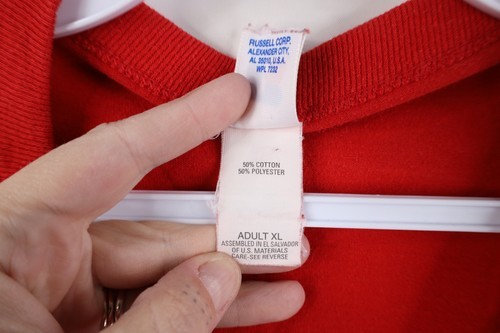 RUSSELL CORP.
ALEXANDER CITY,
AL 35010, U.S.A.
WPL 7232
50% COTTON
50% POLYESTER
ADULT XL
ASSEMBLED IN EL SALVADOR
OF U.S. MATERIALS
CARE-SEE REVERSE